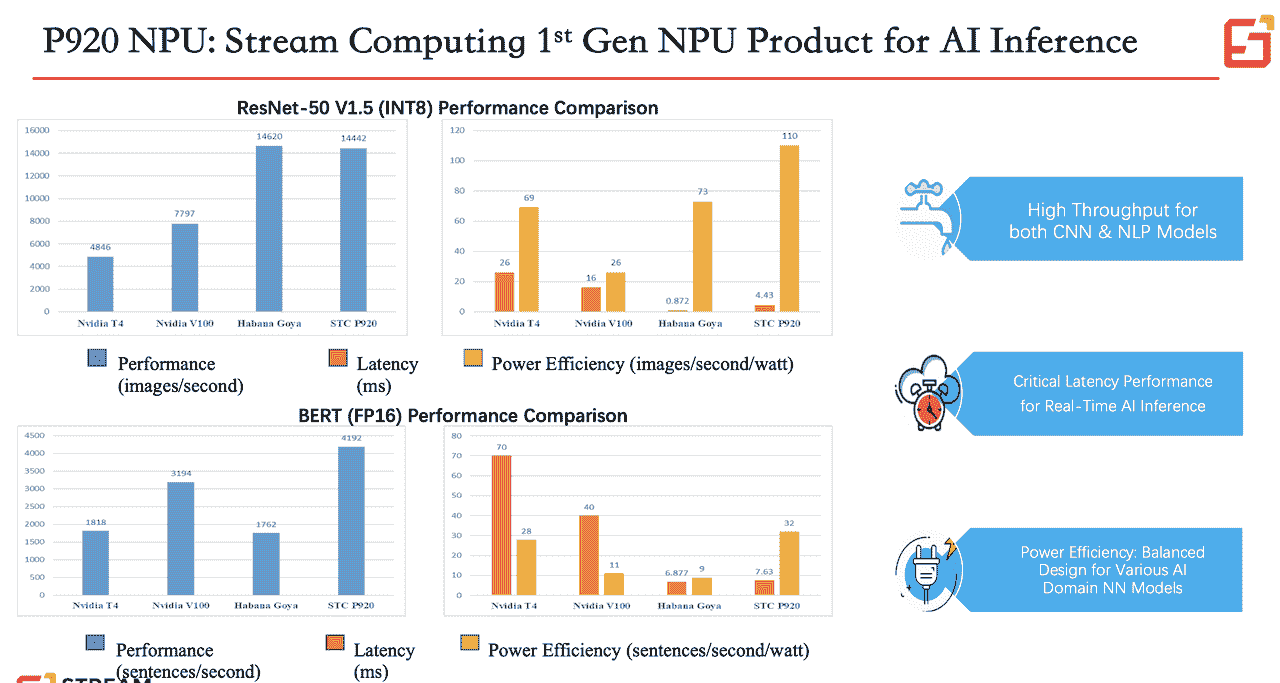 P920 NPU: Stream Computing 1st Gen NPU Product for AI Inference
ResNet-50 V1.5 (INT8) Performance Comparison
16000
14000
12000
10000
8000
6000
4000
2000
0
4846
7797
14620
14442
Nvidia T4
Nvidia V100
Habana Goya
STC P920
120
100
80
60
40
20
0
26
69
16
26
0.872
73
4.43
110
Nvidia T4
Nvidia V100
Habana Goya
STC P920
Performance
(images/second)
Latency
(ms)
Power Efficiency (images/second/watt)
BERT (FP16) Performance Comparison
4500
4000
3500
3000
2500
2000
1500
1000
500
0
1818
3194
1762
4192
Nvidia T4
Nvidia V100
Habana Goya
STC P920
80
70
60
50
40
30
20
10
0
70
28
40
11
6.877
9
7.63
32
Nvidia T4
Nvidia V100
Habana Goya
STC P920
Performance
(sentences/second)
Latency
(ms)
Power Efficiency (sentences/second/watt)
High Throughput for
both CNN & NLP Models
Critical Latency Performance
for Real-Time AI Inference
Power Efficiency: Balanced
Design for Various AI
Domain NN Models
STREAM